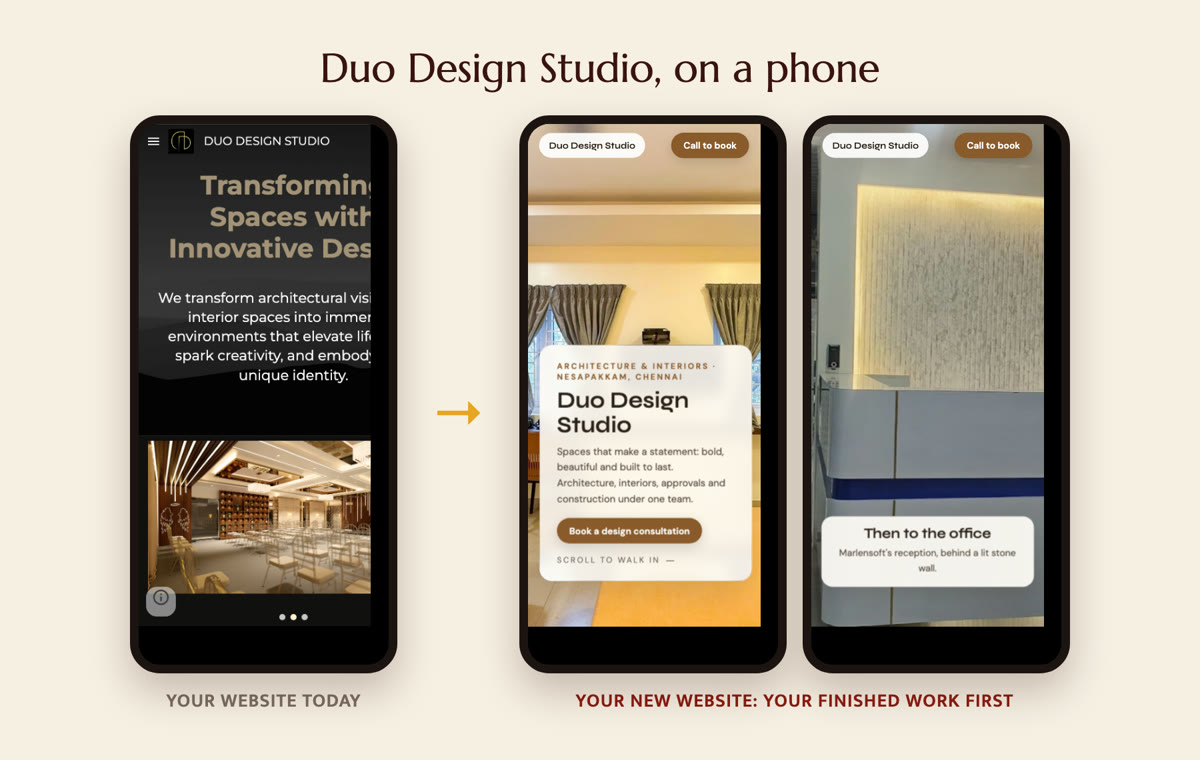 Duo Design Studio, on a phone
DUO DESIGN STUDIO
Transforming
Spaces with
Innovative Des
We transform architectural visi
interior spaces into immer
environments that elevate life
spark creativity, and embody
unique identity.
YOUR WEBSITE TODAY
Duo Design Studio
Call to book
ARCHITECTURE & INTERIORS ·
NESAPAKKAM, CHENNAI
Duo Design
Studio
Spaces that make a statement: bold,
beautiful and built to last.
Architecture, interiors, approvals and
construction under one team.
Book a design consultation
SCROLL TO WALK IN —
Duo Design Studio
Call to book
Then to the office
Marlensoft's reception, behind a lit stone
wall.
YOUR NEW WEBSITE: YOUR FINISHED WORK FIRST